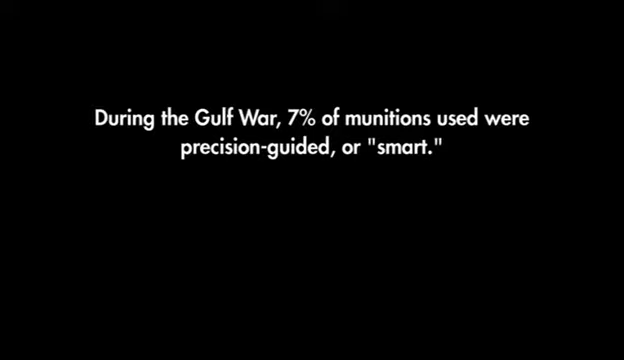 During the Gulf War, 7% of munitions used were
precision-guided, or "smart."